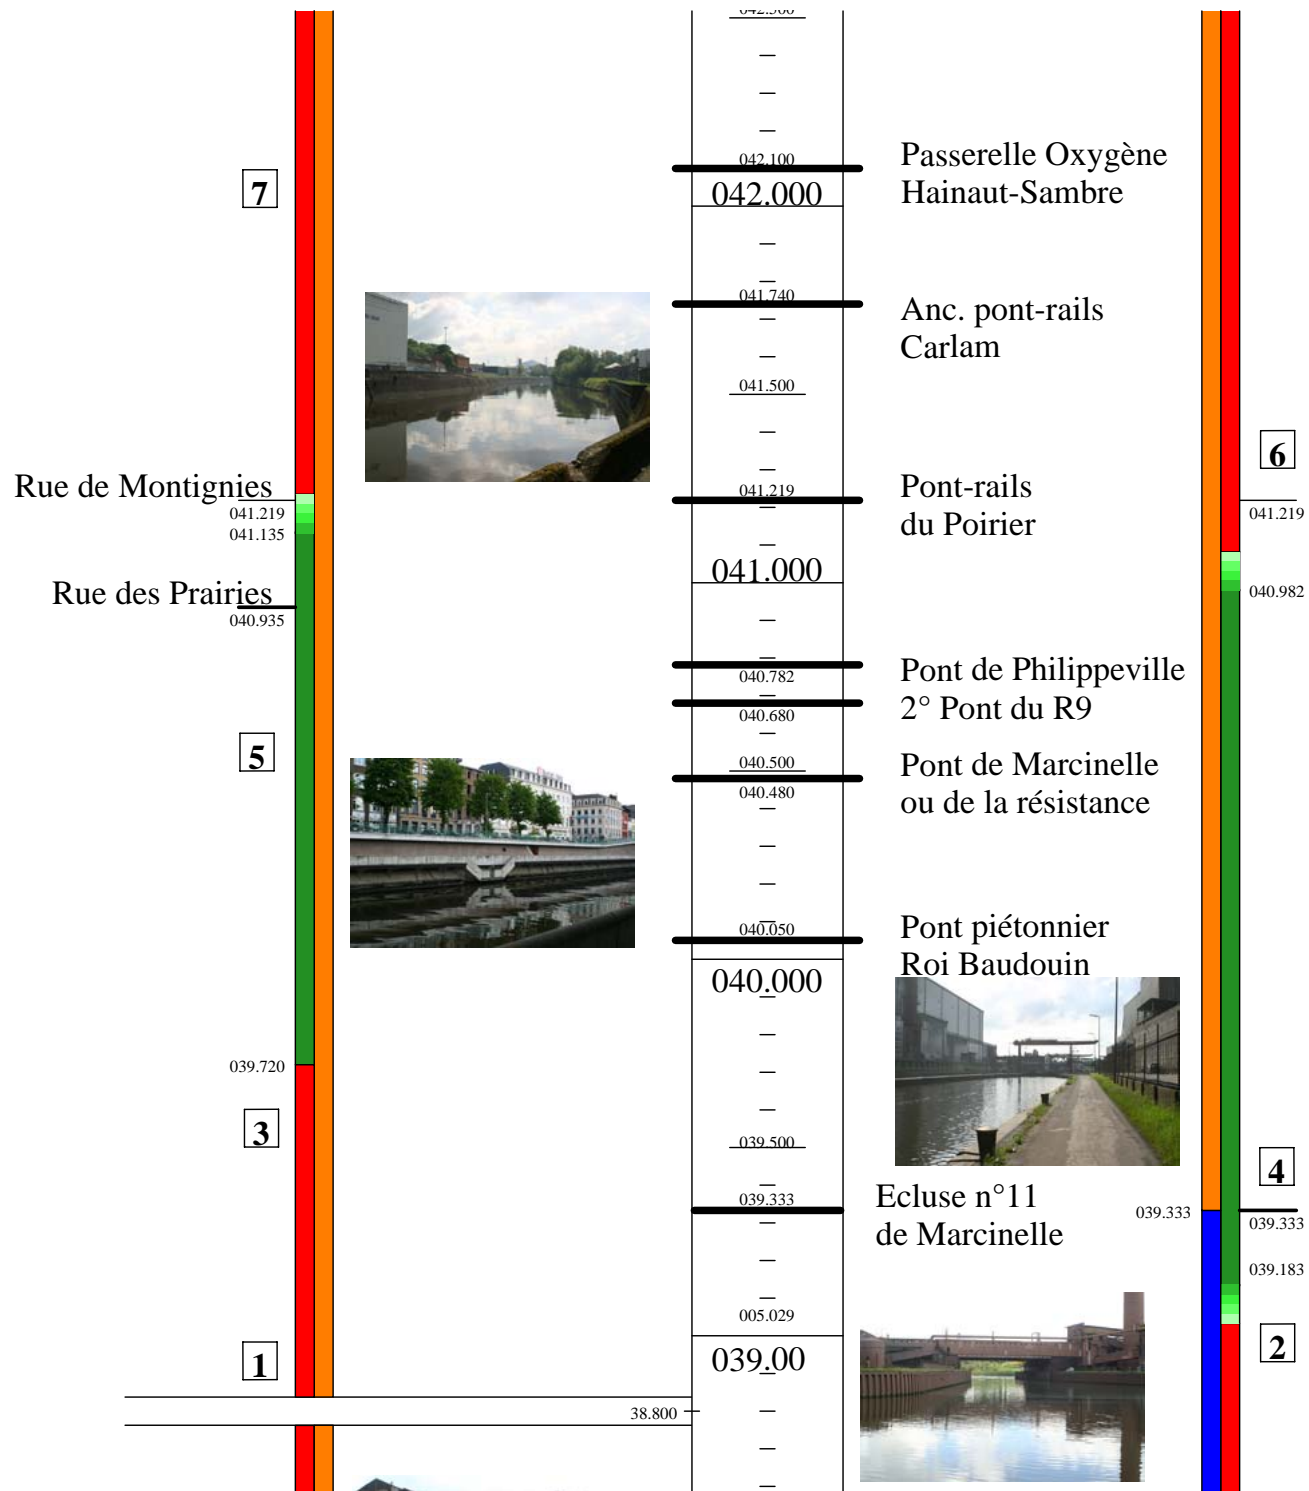 042.500
042.100
Passerelle Oxygène
Hainaut-Sambre
7
042.000
041.740
Anc. pont-rails
Carlam
041.500
6
Rue de Montignies
041.219
041.135
041.219
Pont-rails
du Poirier
041.219
041.000
Rue des Prairies
040.935
040.982
Pont de Philippeville
040.782
2° Pont du R9
040.680
5
040.500
Pont de Marcinelle
040.480
ou de la résistance
040.050
Pont piétonnier
Roi Baudouin
040.000
039.720
3
039.500
4
039.333
Ecluse n°11
de Marcinelle
039.333
039.333
039.183
005.029
1
039.00
2
38.800